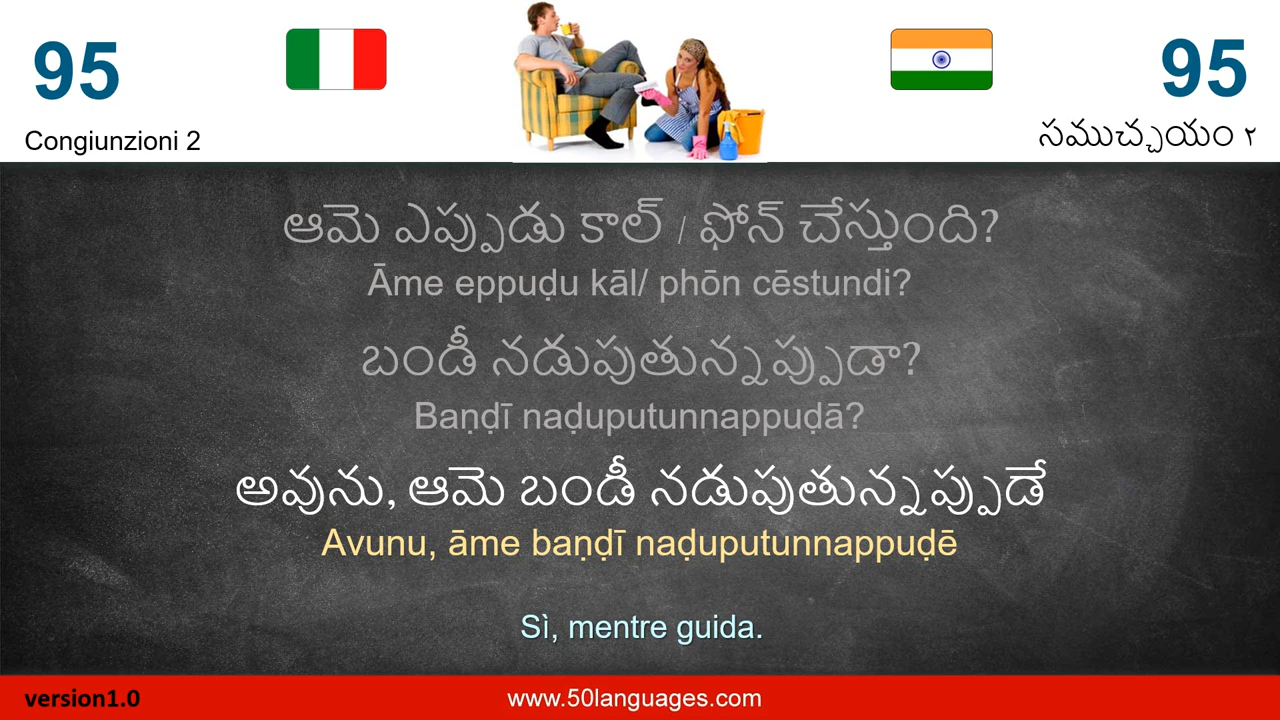 95
95
Congiunzioni 2
సముచ్చయం ٢
ఆమె ఎప్పుడు కాల్ / ఫోన్ చేస్తుంది?
Āme eppuḍu kāl/ phōn cēstundi?
బండీ నడుపుతున్నప్పుడా?
Baṇḍī naḍuputunnappuḍā?
అవును, ఆమె బండీ నడుపుతున్నప్పుడే
Avunu, āme baṇḍī naḍuputunnappuḍē
Sì, mentre guida.
version1.0
www.50languages.com